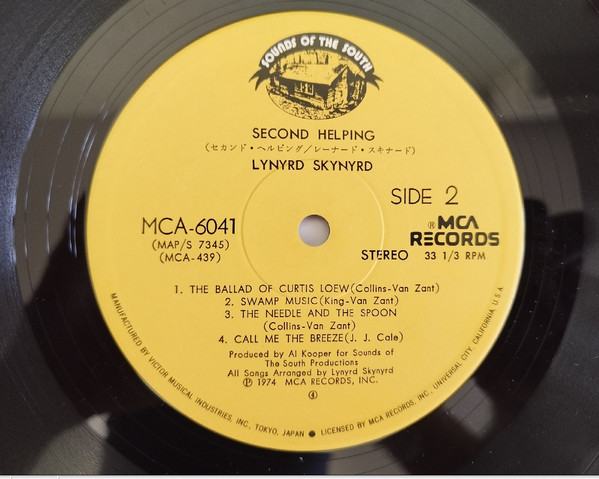 SOUNDS OF THE SOUTH
SECOND HELPING
(セカンド・ヘルピング/レーナード・スキナード)
LYNYRD SKYNYRD
SIDE 2
MCA-6041
(MAP/S 7345)
(MCA-439)
®MCA RECORDS
STEREO 33 1/3 RPM
1. THE BALLAD OF CURTIS LOEW(Collins-Van Zant)
2. SWAMP MUSIC(King-Van Zant)
3. THE NEEDLE AND THE SPOON
(Collins-Van Zant)
4. CALL ME THE BREEZE(J. J. Cale)
Produced by Al Kooper for Sounds of
The South Productions
All Songs Arranged by Lynyrd Skynyrd
Ⓟ 1974 MCA RECORDS, INC.
④
MANUFACTURED BY VICTOR MUSICAL INDUSTRIES, INC. TOKYO, JAPAN ● LICENSED BY MCA RECORDS, INC., UNIVERSAL CITY, CALIFORNIA U.S.A.